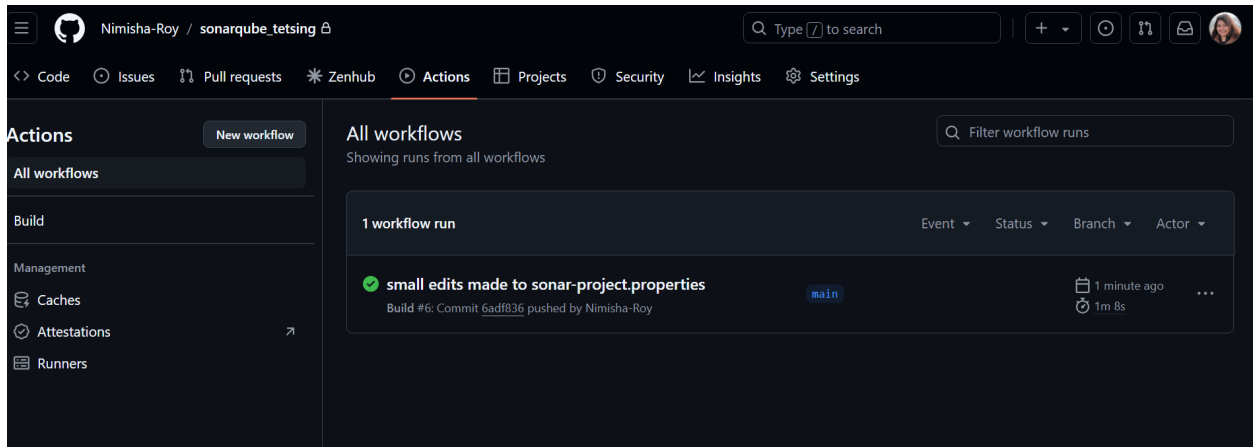 Nimisha-Roy / sonarqube_tetsing
Type / to search
Code Issues Pull requests Zenhub Actions Projects Security Insights Settings
Actions
New workflow
All workflows
Build
Management
Caches
Attestations
Runners
All workflows
Showing runs from all workflows
Filter workflow runs
1 workflow run
Event Status Branch Actor
small edits made to sonar-project.properties
Build #6: Commit 6adf836 pushed by Nimisha-Roy
main
1 minute ago
1m 8s